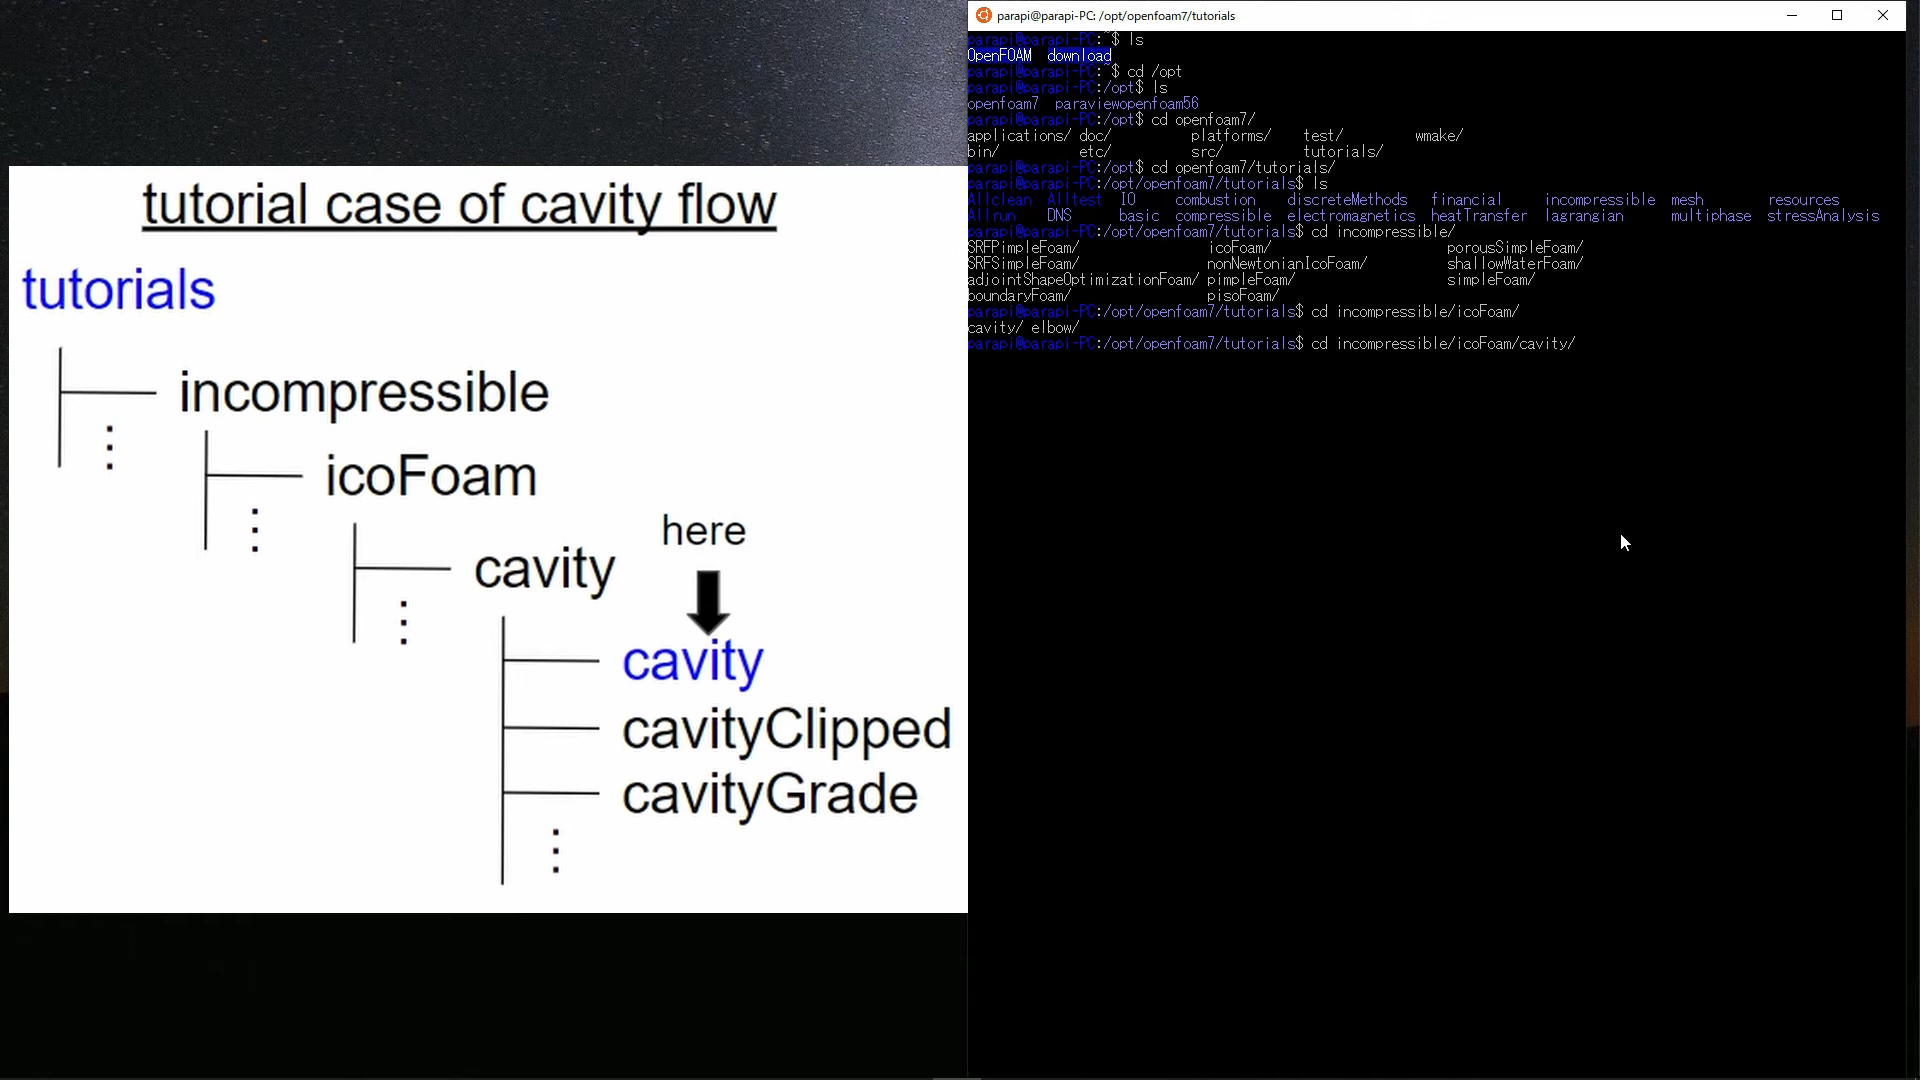 tutorial case of cavity flow
tutorials
incompressible
icoFoam
here
cavity
cavity
cavityClipped
cavityGrade
parapi@parapi-PC: /opt/openfoam7/tutorials
parapi@parapi-PC:~$ ls
OpenFOAM download
parapi@parapi-PC:~$ cd /opt
parapi@parapi-PC:/opt$ ls
openfoam7 paraviewopenfoam56
parapi@parapi-PC:/opt$ cd openfoam7/
applications/ doc/ platforms/ test/ wmake/
bin/ etc/ src/ tutorials/
parapi@parapi-PC:/opt$ cd openfoam7/tutorials/
parapi@parapi-PC:/opt/openfoam7/tutorials$ ls
Allclean Alltest IO combustion discreteMethods financial incompressible mesh resources
Allrun DNS basic compressible electromagnetics heatTransfer lagrangian multiphase stressAnalysis
parapi@parapi-PC:/opt/openfoam7/tutorials$ cd incompressible/
SRFPimpleFoam/ icoFoam/ porousSimpleFoam/
SRFSimpleFoam/ nonNewtonianIcoFoam/ shallowWaterFoam/
adjointShapeOptimizationFoam/ pimpleFoam/ simpleFoam/
boundaryFoam/ pisoFoam/
parapi@parapi-PC:/opt/openfoam7/tutorials$ cd incompressible/icoFoam/
cavity/ elbow/
parapi@parapi-PC:/opt/openfoam7/tutorials$ cd incompressible/icoFoam/cavity/